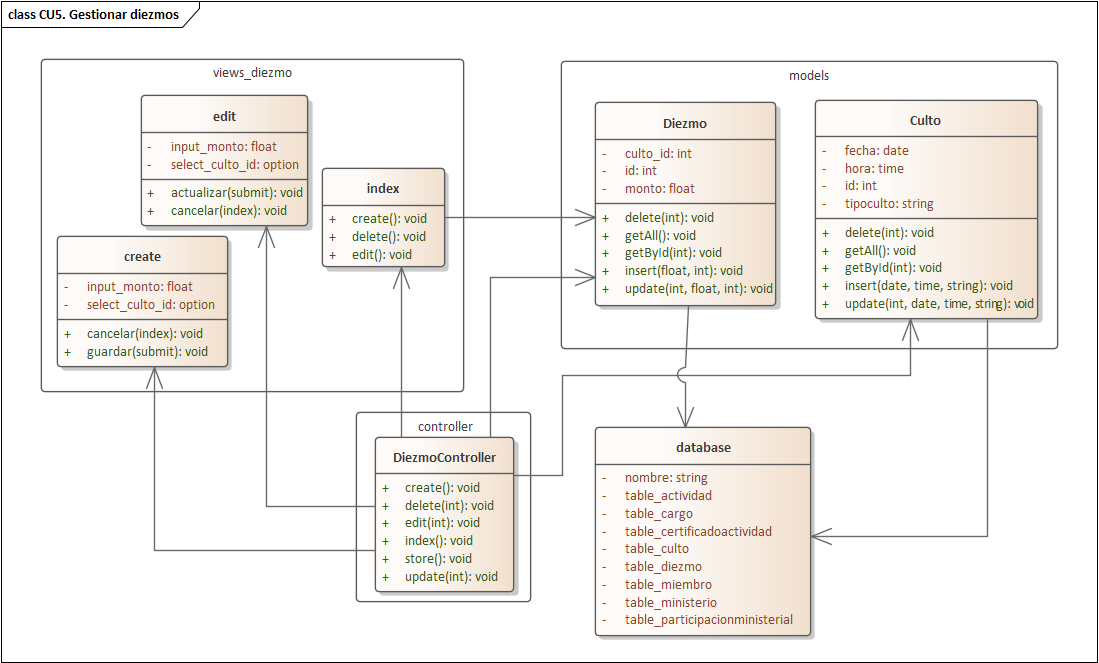 class CU5. Gestionar diezmos
views_diezmo
edit
- input_monto: float
- select_culto_id: option
+ actualizar(submit): void
+ cancelar(index): void
index
+ create(): void
+ delete(): void
+ edit(): void
create
- input_monto: float
- select_culto_id: option
+ cancelar(index): void
+ guardar(submit): void
models
Diezmo
- culto_id: int
- id: int
- monto: float
+ delete(int): void
+ getAll(): void
+ getById(int): void
+ insert(float, int): void
+ update(int, float, int): void
Culto
- fecha: date
- hora: time
- id: int
- tipoculto: string
+ delete(int): void
+ getAll(): void
+ getById(int): void
+ insert(date, time, string): void
+ update(int, date, time, string): void
controller
DiezmoController
+ create(): void
+ delete(int): void
+ edit(int): void
+ index(): void
+ store(): void
+ update(int): void
database
- nombre: string
- table_actividad
- table_cargo
- table_certificadoactividad
- table_culto
- table_diezmo
- table_miembro
- table_ministerio
- table_participacionministerial